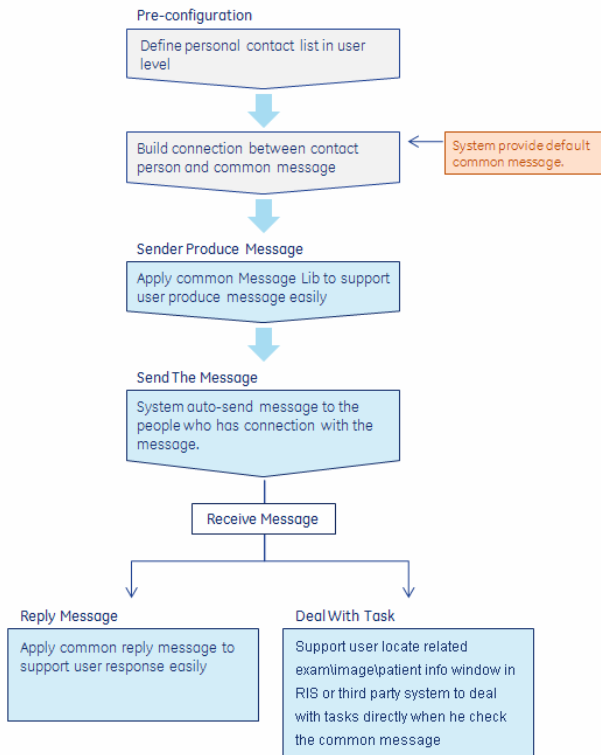 Pre-configuration
Define personal contact list in user
level
Build connection between contact
person and common message
System provide default
common message.
Sender Produce Message
Apply common Message Lib to support
user produce message easily
Send The Message
System auto-send message to the
people who has connection with the
message.
Receive Message
Reply Message
Apply common reply message to
support user response easily
Deal With Task
Support user locate related
exam\image\patient info window in
RIS or third party system to deal
with tasks directly when he check
the common message